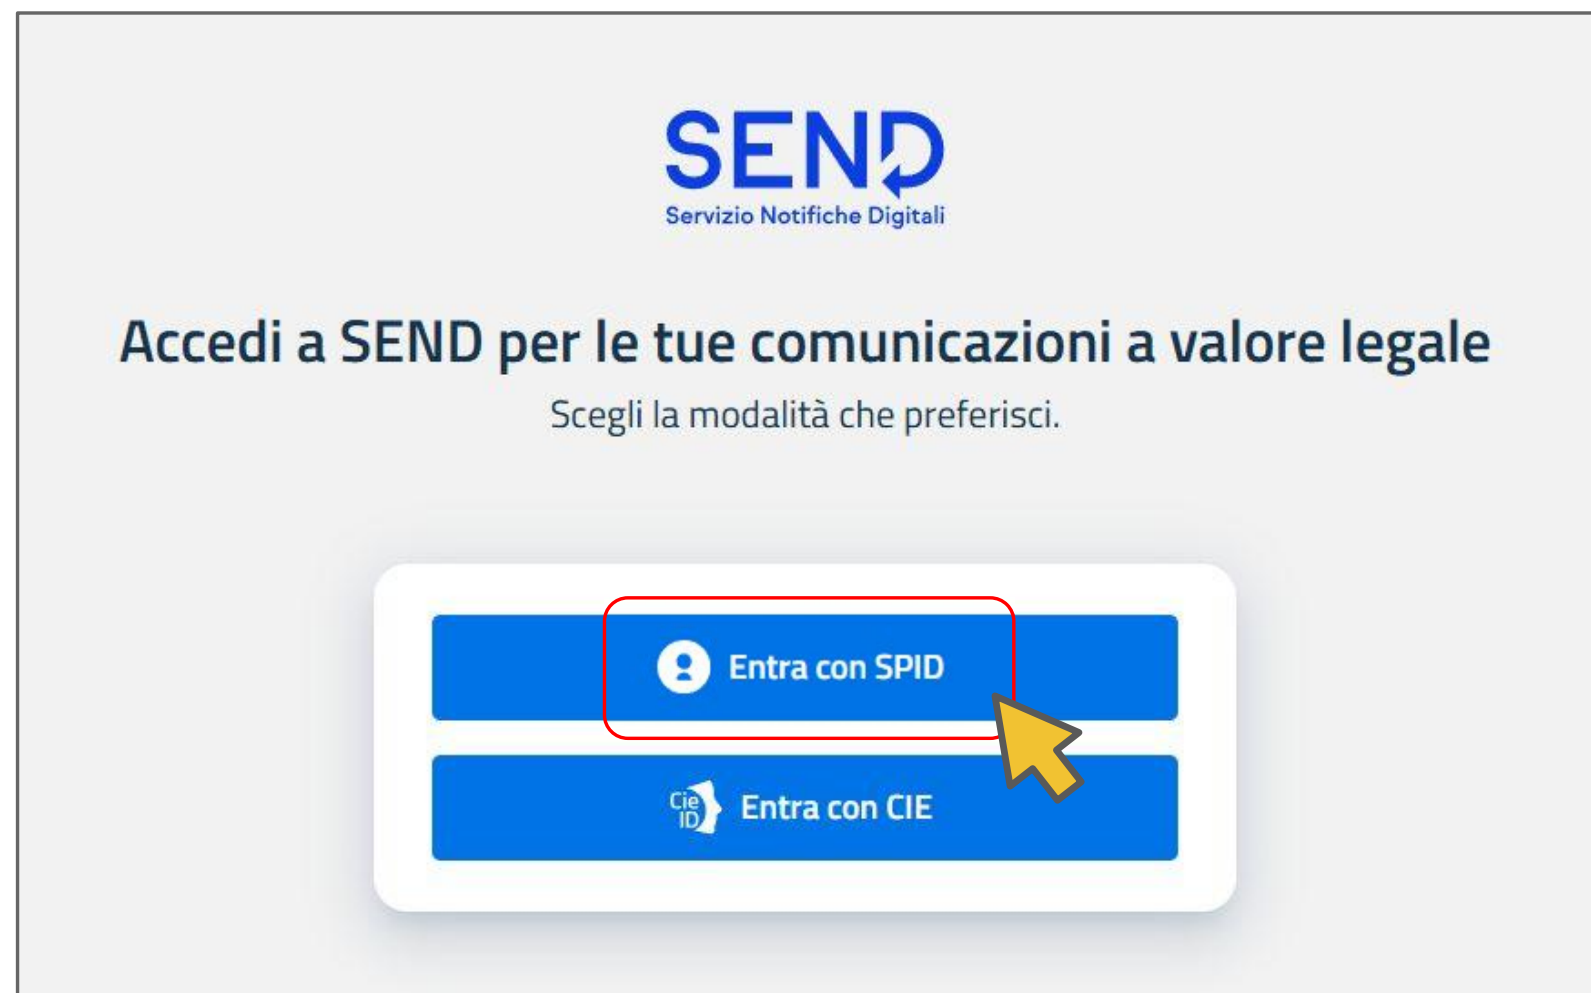 SEND
Servizio Notifiche Digitali
Accedi a SEND per le tue comunicazioni a valore legale
Scegli la modalità che preferisci.
Entra con SPID
Cie
ID
Entra con CIE